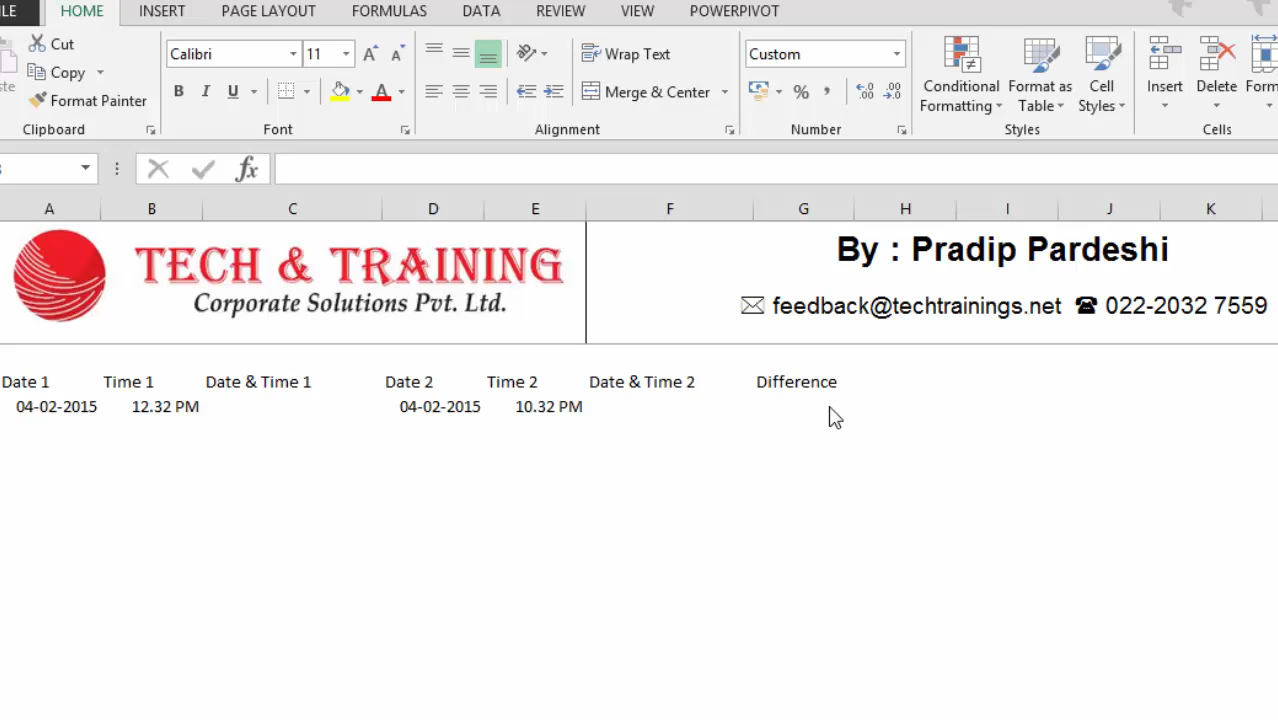 LE HOME INSERT PAGE LAYOUT FORMULAS DATA REVIEW VIEW POWERPIVOT
Cut
Copy
Format Painter
Clipboard
Calibri 11
B I U
Font
Wrap Text
Merge & Center
Alignment
Custom
%
Number
Conditional Formatting
Format as Table
Cell Styles
Styles
Insert Delete Form
Cells
fx
A B C D E F G H I J K
TECH & TRAINING
Corporate Solutions Pvt. Ltd.
By : Pradip Pardeshi
feedback@techtrainings.net 022-2032 7559
Date 1 Time 1 Date & Time 1 Date 2 Time 2 Date & Time 2 Difference
04-02-2015 12.32 PM 04-02-2015 10.32 PM